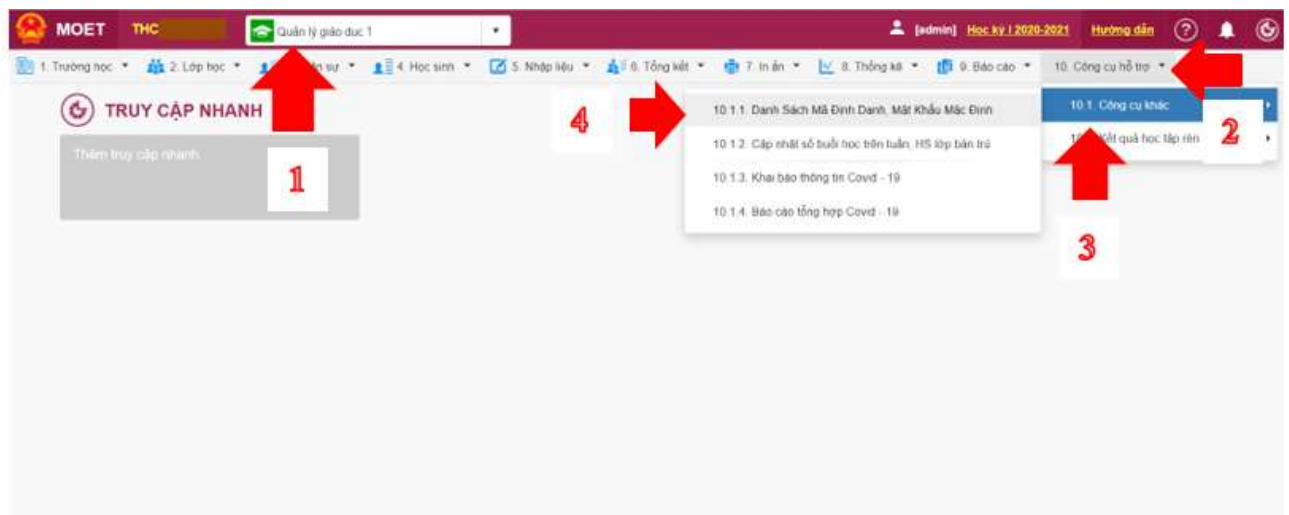 MOET THC Quản lý giáo dục 1 [admin] Học kỳ I 2020-2021 Hướng dẫn
1. Trường học 2. Lớp học 4. Học sinh 5. Nhập liệu 6. Tổng kết 7. In ấn 8. Thống kê 9. Báo cáo 10. Công cụ hỗ trợ
TRUY CẬP NHANH
Thêm truy cập nhanh
1
4
10.1.1. Danh Sách Mã Định Danh, Mật Khẩu Mặc Định
10.1.2. Cập nhật số buổi học trên tuần, HS lớp bán trú
10.1.3. Khai báo thông tin Covid - 19
10.1.4. Báo cáo tổng hợp Covid - 19
10.1. Công cụ khác
Kết quả học tập rèn
2
3